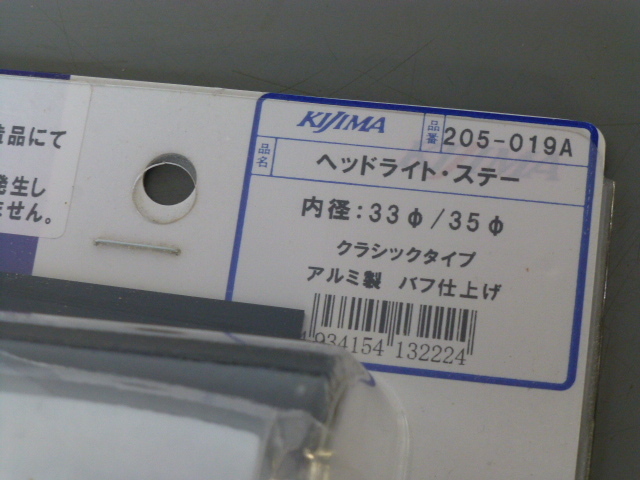 品にて
発生し
ません。
KIJIMA 品番 205-019A
品名 ヘッドライト・ステー
内径:33φ/35φ
クラシックタイプ
アルミ製 バフ仕上げ
934154 132224